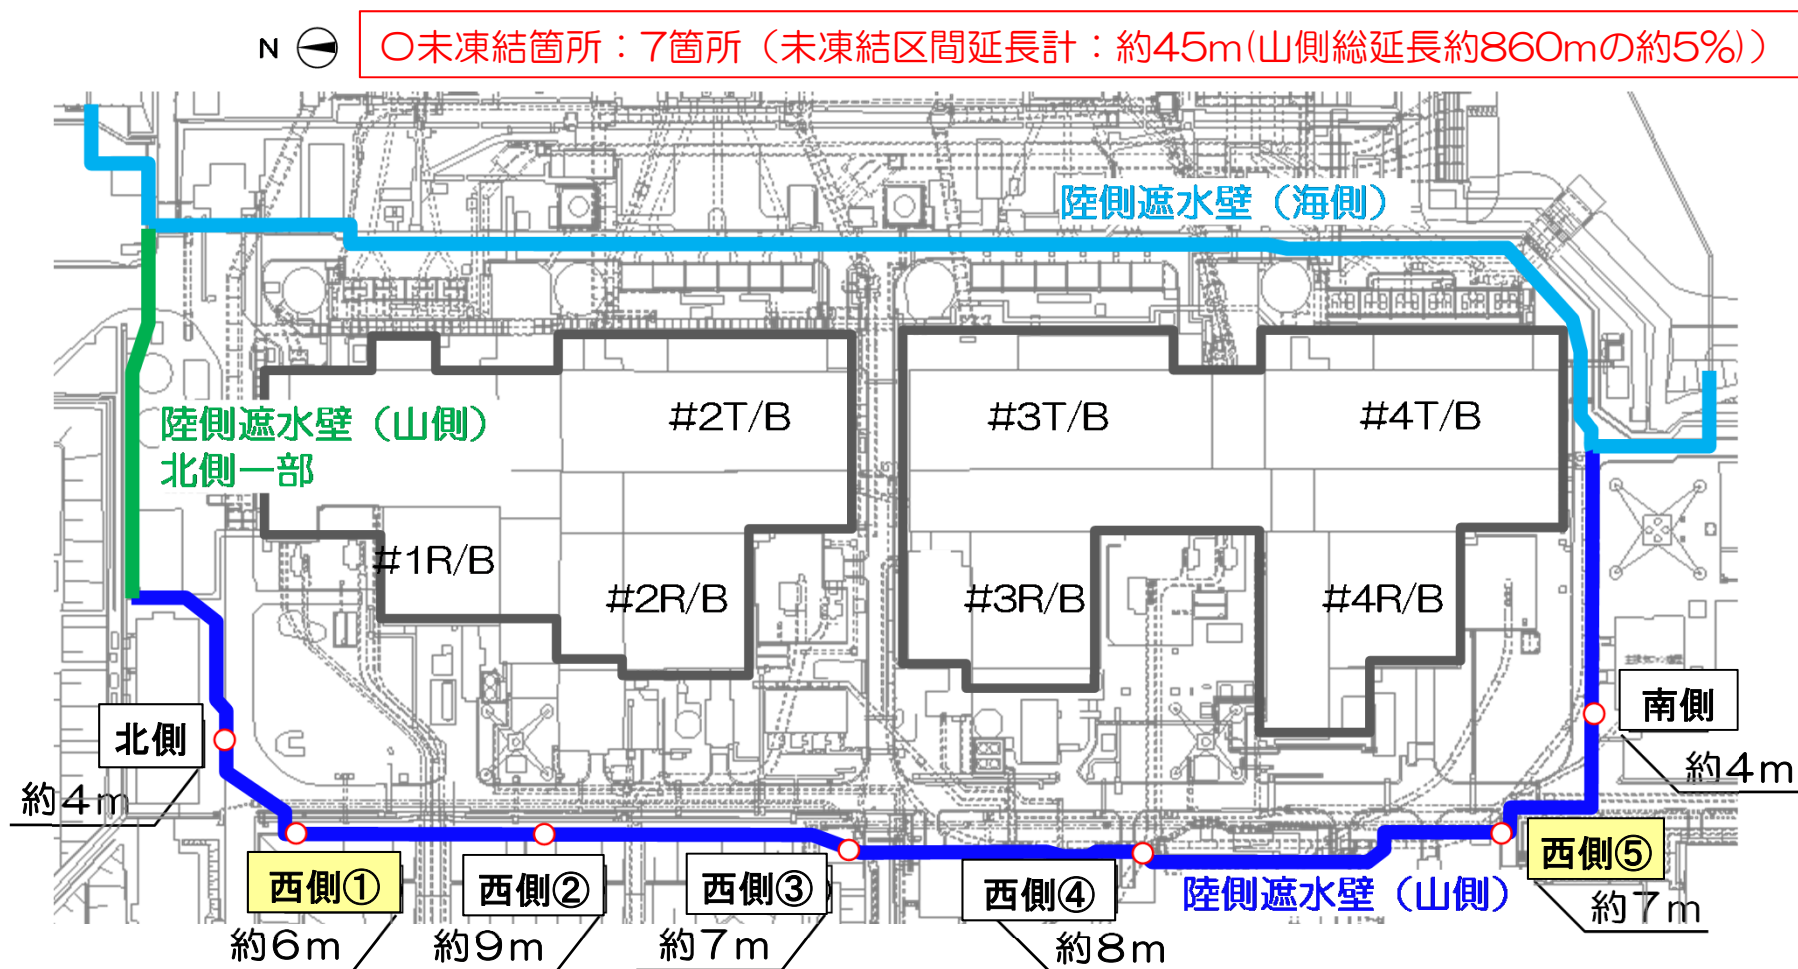 N
〇未凍結箇所：7箇所（未凍結区間延長計：約45m(山側総延長約860mの約5%)）
陸側遮水壁（海側）
陸側遮水壁（山側）
北側一部
#2T/B
#3T/B
#4T/B
#1R/B
#2R/B
#3R/B
#4R/B
北側
約4m
南側
約4m
西側①
約6m
西側②
約9m
西側③
約7m
西側④
約8m
陸側遮水壁（山側）
西側⑤
約7m